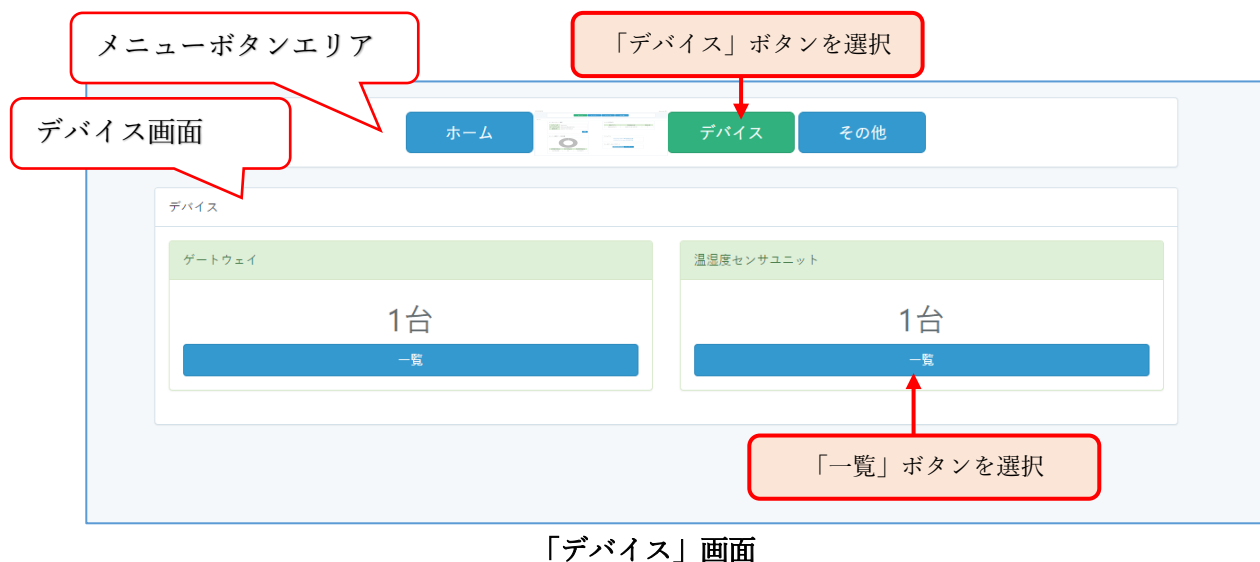 メニューボタンエリア
「デバイス」ボタンを選択
デバイス画面
ホーム
デバイス
その他
デバイス
ゲートウェイ
温湿度センサユニット
1台
1台
一覧
一覧
「一覧」ボタンを選択
「デバイス」画面